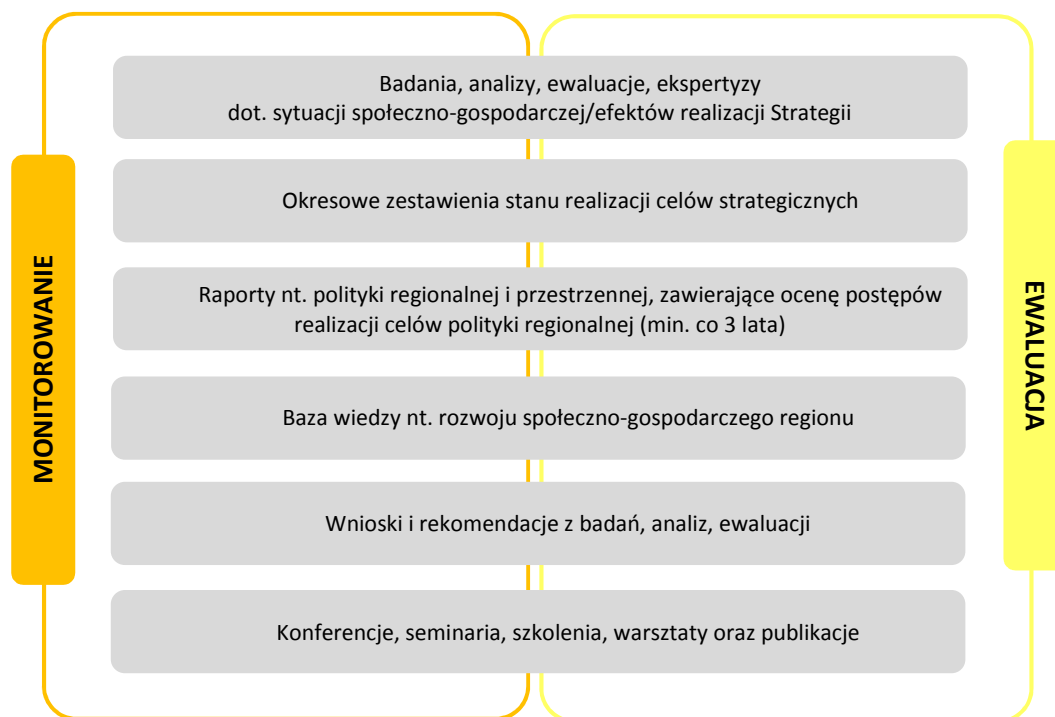 Badania, analizy, ewaluacje, ekspertyzy
dot. sytuacji społeczno-gospodarczej/efektów realizacji Strategii
Okresowe zestawienia stanu realizacji celów strategicznych
Raporty nt. polityki regionalnej i przestrzennej, zawierające ocenę postępów
realizacji celów polityki regionalnej (min. co 3 lata)
Baza wiedzy nt. rozwoju społeczno-gospodarczego regionu
Wnioski i rekomendacje z badań, analiz, ewaluacji
Konferencje, seminaria, szkolenia, warsztaty oraz publikacje
MONITOROWANIE
EWALUACJA